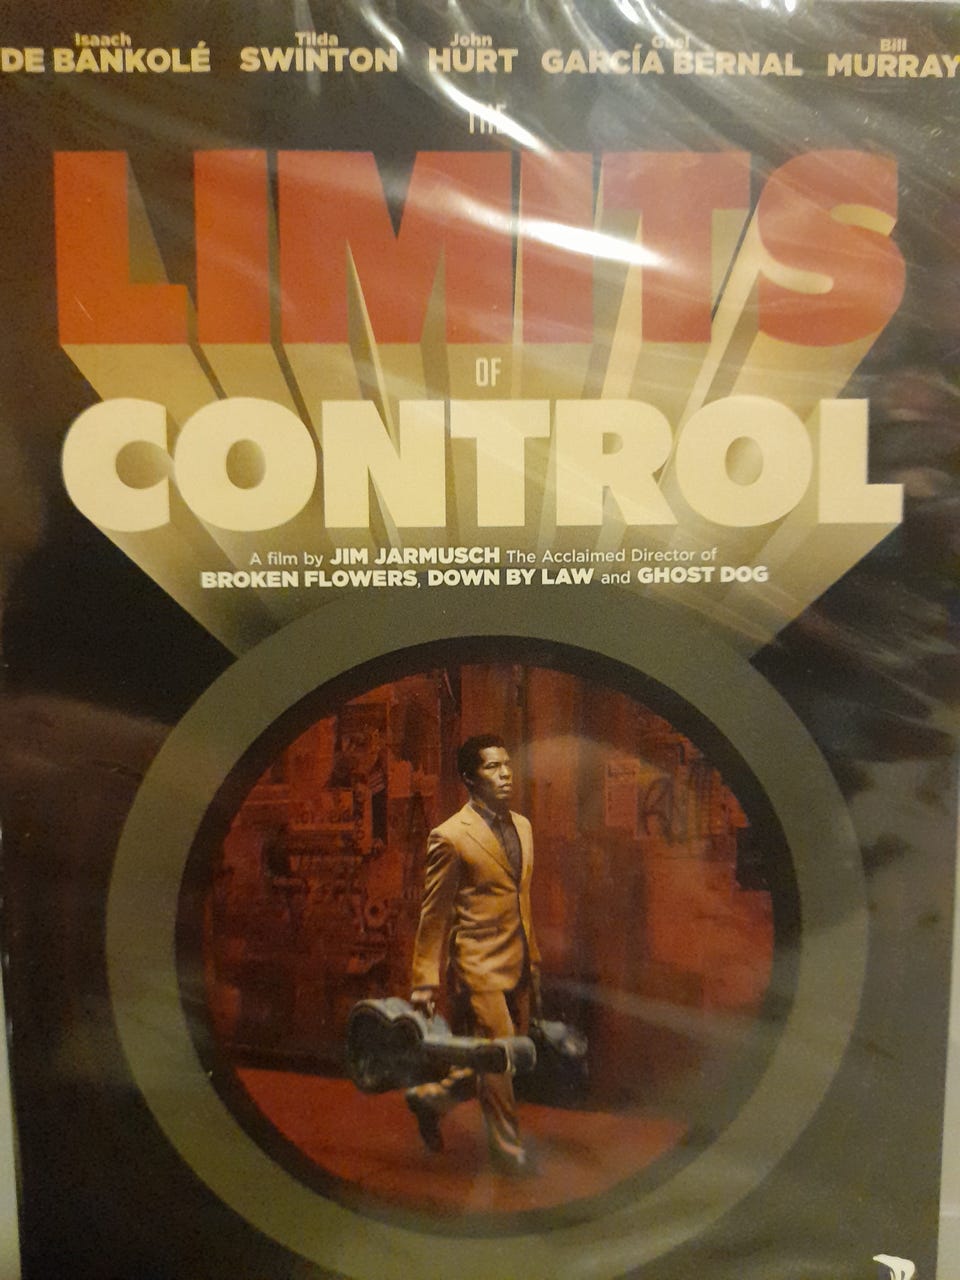 Isaach DE BANKOLÉ Tilda SWINTON John HURT Gael GARCÍA BERNAL Bill MURRAY
THE
LIMITS
OF
CONTROL
A film by JIM JARMUSCH The Acclaimed Director of
BROKEN FLOWERS, DOWN BY LAW and GHOST DOG